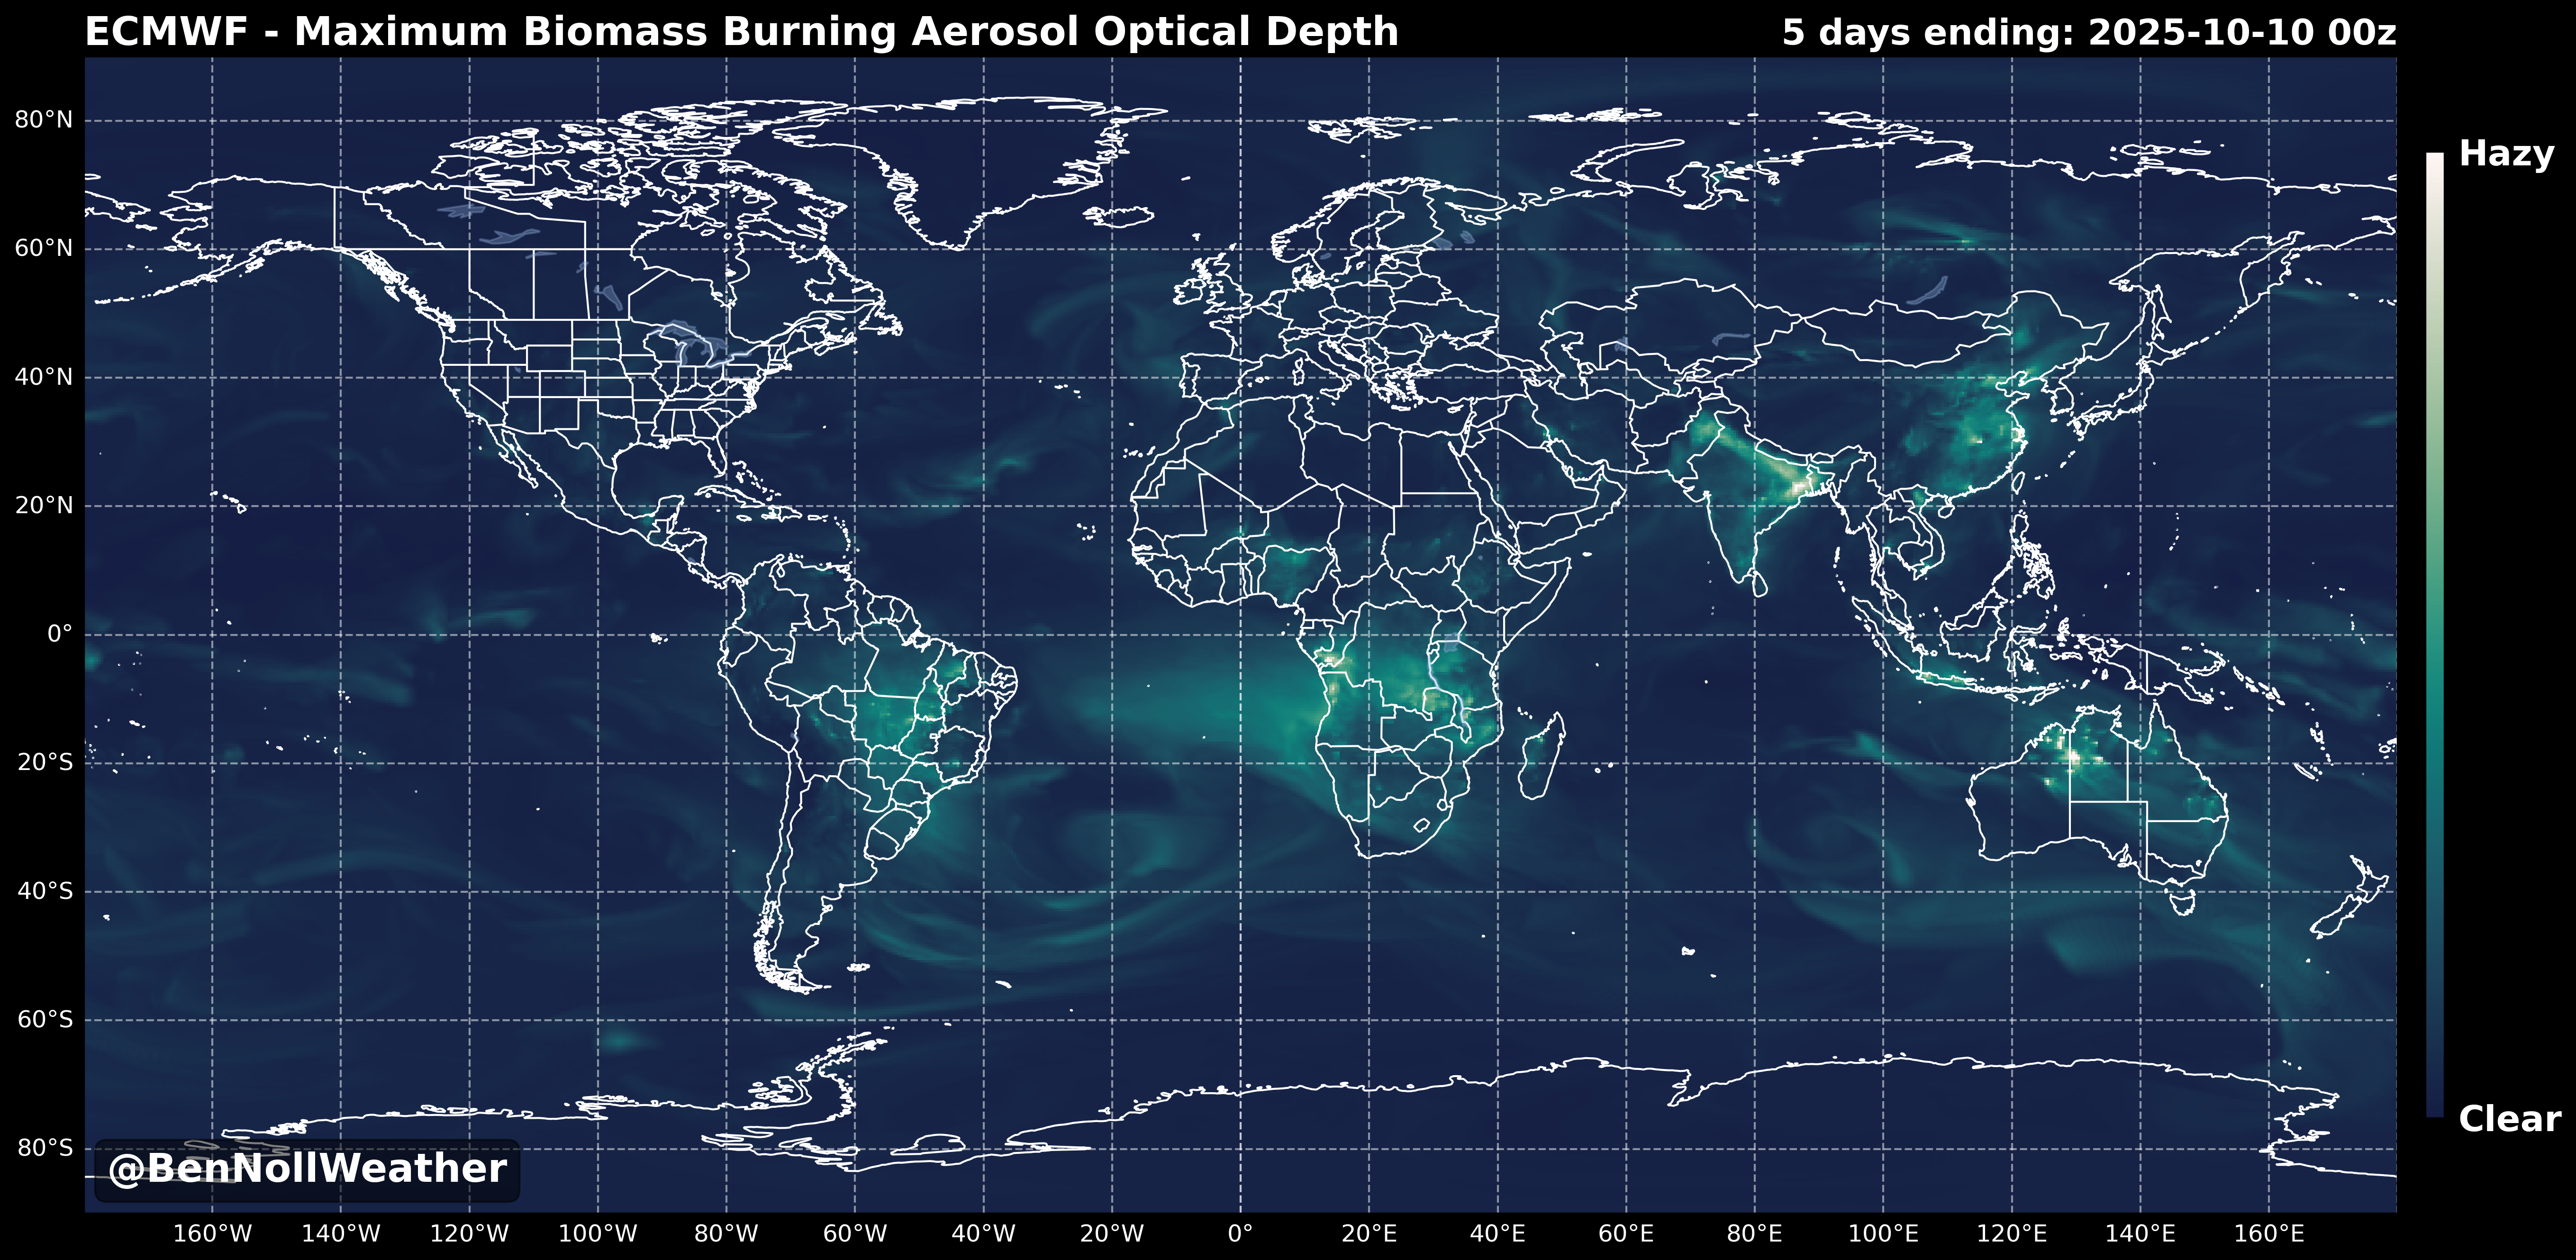 ECMWF - Maximum Biomass Burning Aerosol Optical Depth
5 days ending: 2025-10-10 00z
Hazy
80°N
60°N
40°N
20°N
0°
20°S
40°S
60°S
80°S
Clear
@BenNollWeather
160°W 140°W 120°W 100°W 80°W 60°W 40°W 20°W 0° 20°E 40°E 60°E 80°E 100°E 120°E 140°E 160°E